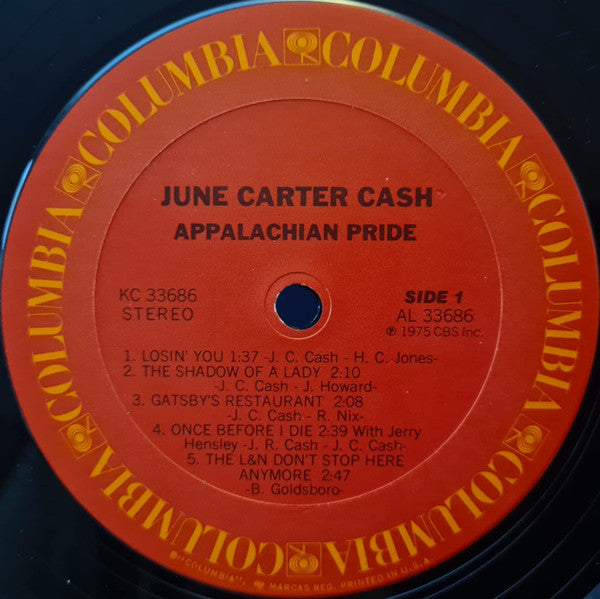 COLUMBIA COLUMBIA COLUMBIA COLUMBIA COLUMBIA COLUMBIA
JUNE CARTER CASH
APPALACHIAN PRIDE
KC 33686
STEREO
SIDE 1
AL 33686
℗ 1975 CBS Inc.
1. LOSIN' YOU 1:37 -J. C. Cash - H. C. Jones-
2. THE SHADOW OF A LADY 2:10
-J. C. Cash - J. Howard-
3. GATSBY'S RESTAURANT 2:08
-J. C. Cash - R. Nix-
4. ONCE BEFORE I DIE 2:39 With Jerry
Hensley -J. R. Cash - J. C. Cash-
5. THE L&N DON'T STOP HERE
ANYMORE 2:47
-B. Goldsboro-
® "COLUMBIA", MARCAS REG. PRINTED IN U.S.A.